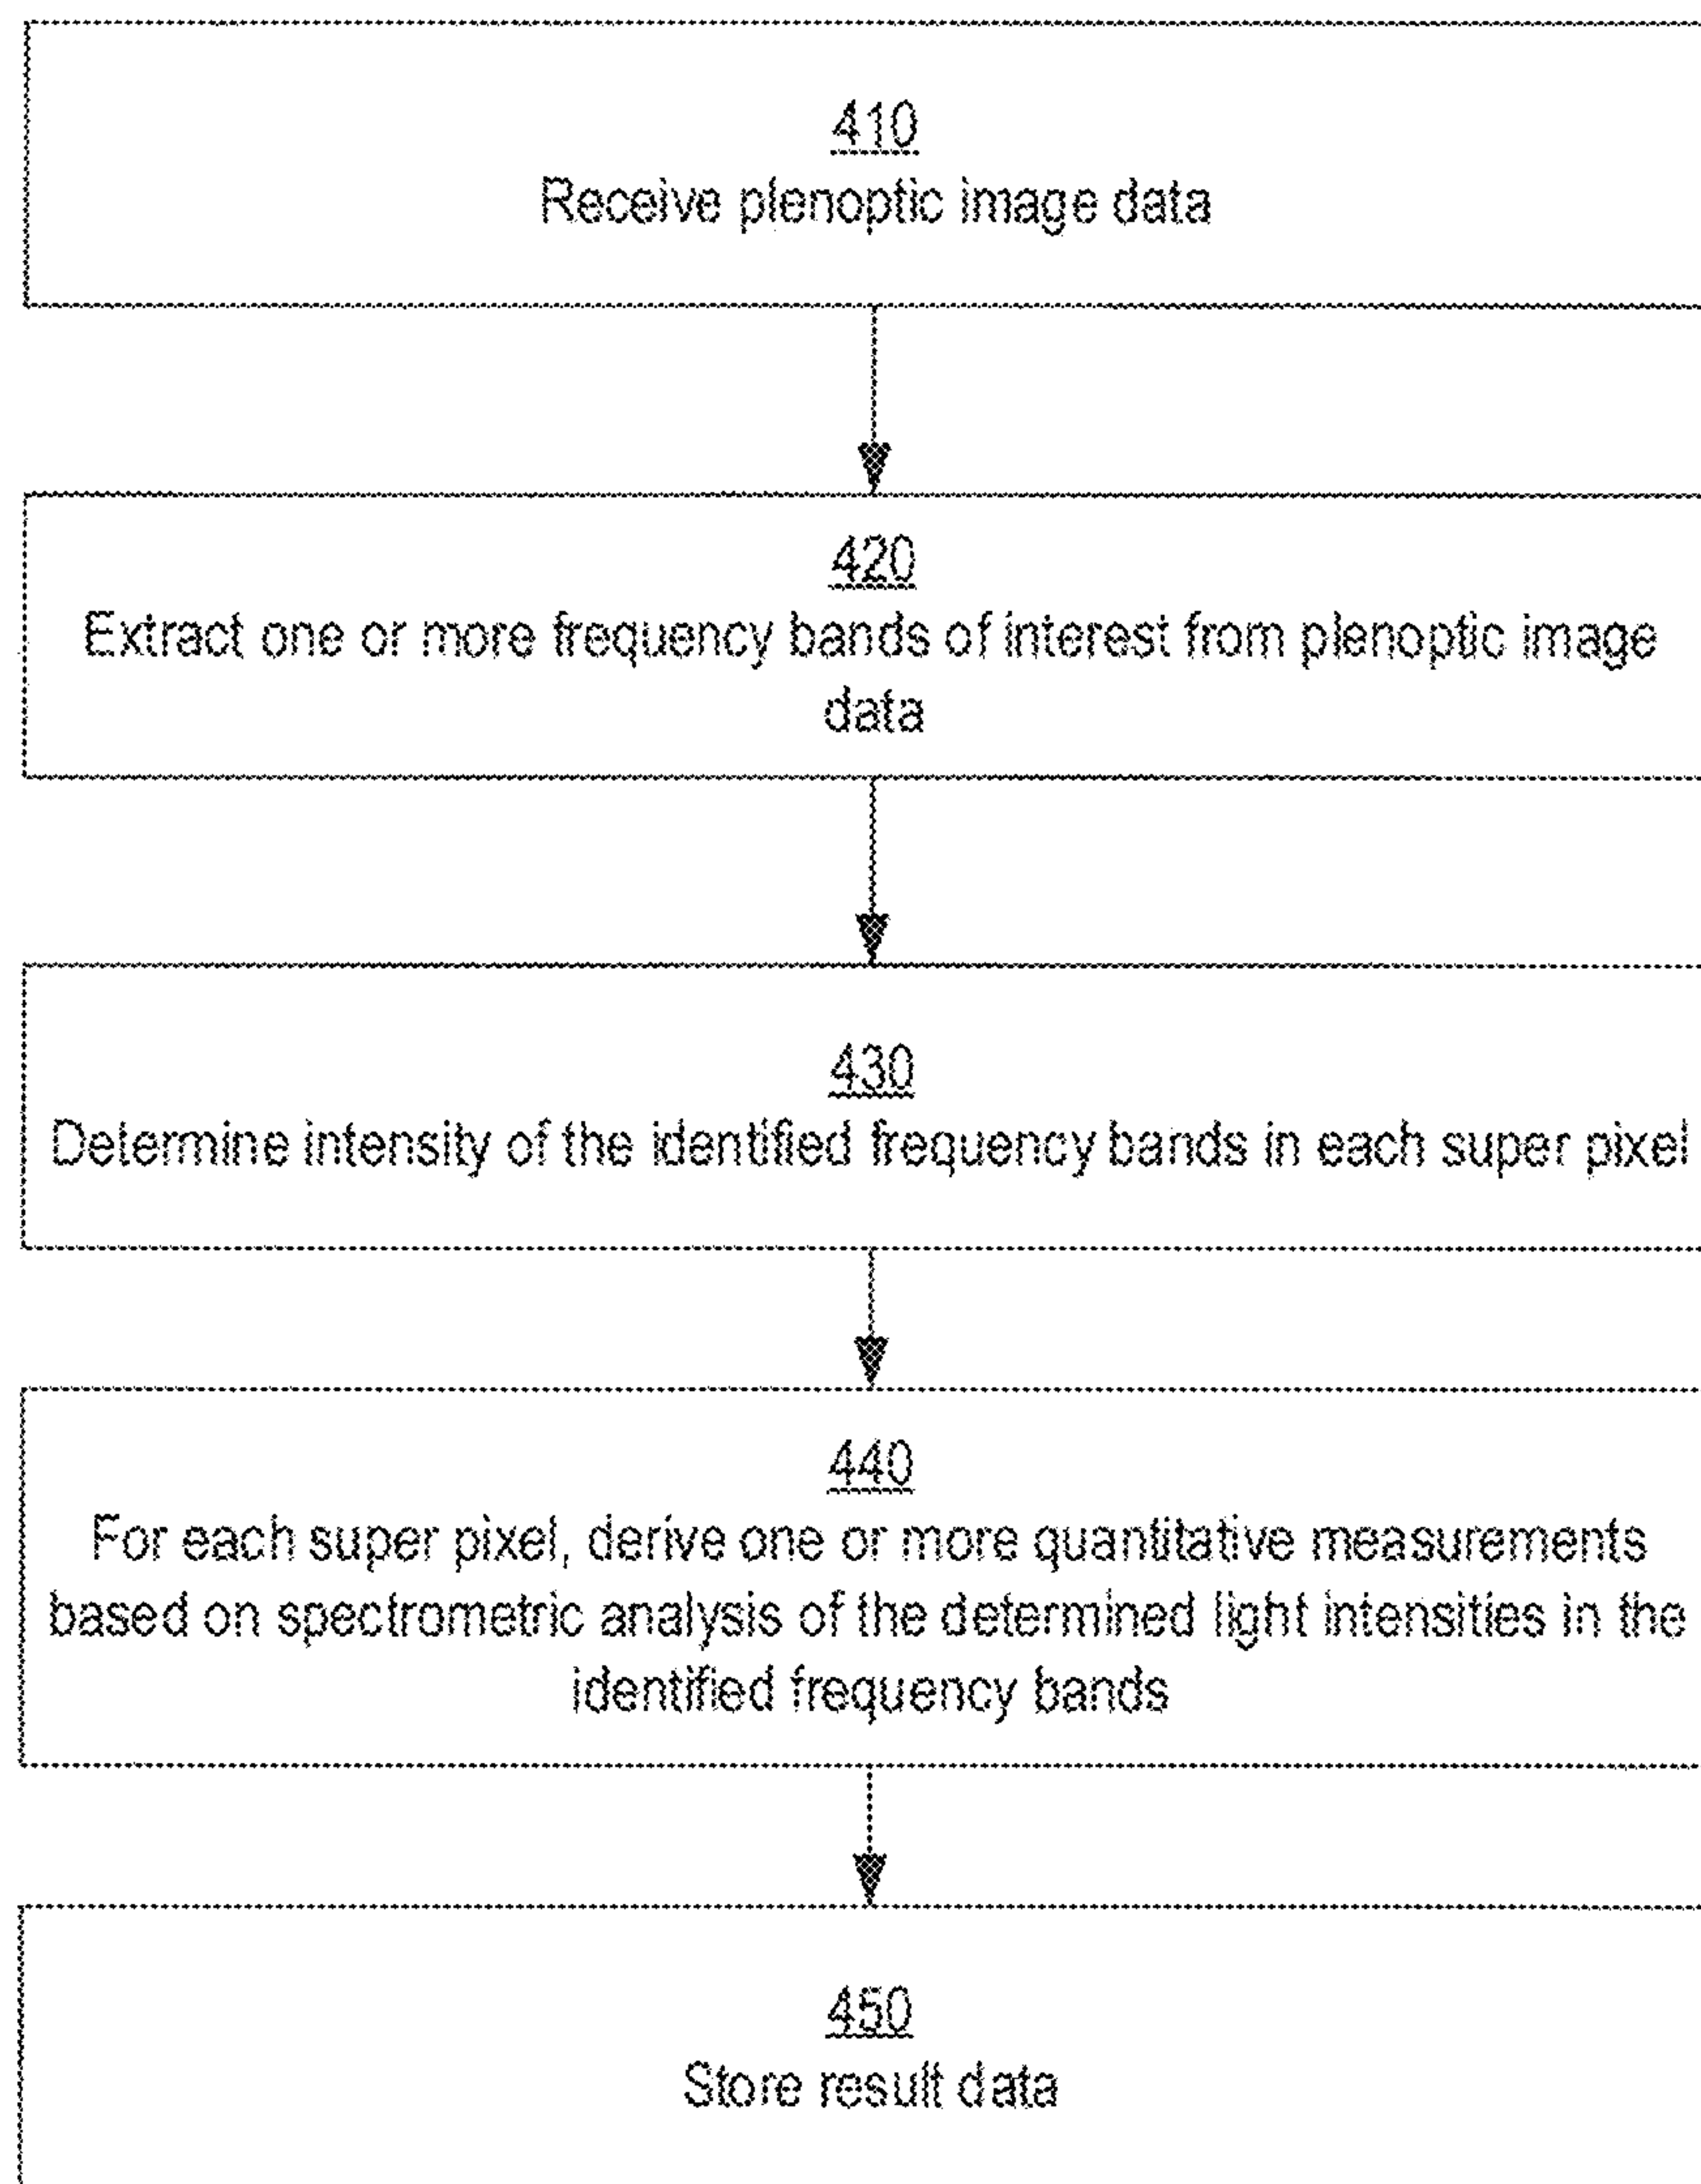 410
Receive plenoptic image data
420
Extract one or more frequency bands of interest from plenoptic image
data
430
Determine intensity of the identified frequency bands in each super pixel
440
For each super pixel, derive one or more quantitative measurements
based on spectrometric analysis of the determined light intensities in the
identified frequency bands
450
Store result data